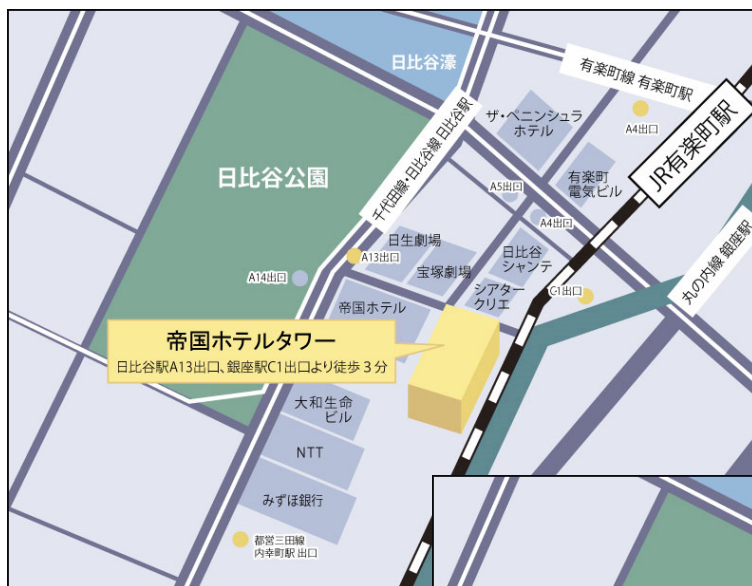 日比谷濠
有楽町線 有楽町駅
A4出口
ザ・ペニンシュラ
ホテル
JR有楽町駅
千代田線・日比谷線 日比谷駅
日比谷公園
有楽町
電気ビル
A5出口
A4出口
丸の内線 銀座駅
日生劇場
A13出口
宝塚劇場
日比谷
シャンテ
A14出口
シアター
クリエ
C1出口
帝国ホテル
帝国ホテルタワー
日比谷駅A13出口、銀座駅C1出口より徒歩3分
大和生命
ビル
NTT
みずほ銀行
都営三田線
内幸町駅 出口